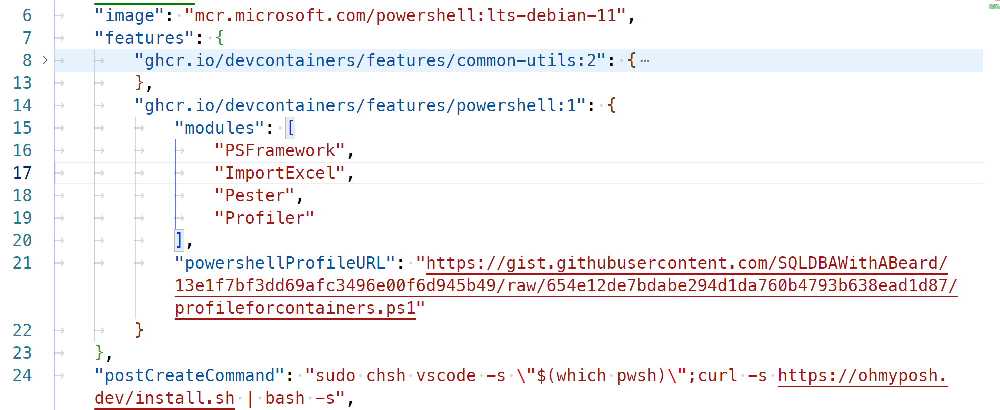 6 "image": "mcr.microsoft.com/powershell:lts-debian-11",
7 "features": {
8 "ghcr.io/devcontainers/features/common-utils:2": {…
13 },
14 "ghcr.io/devcontainers/features/powershell:1": {
15 "modules": [
16 "PSFramework",
17 "ImportExcel",
18 "Pester",
19 "Profiler"
20 ],
21 "powershellProfileURL": "https://gist.githubusercontent.com/SQLDBAWithABeard/
13e1f7bf3dd69afc3496e00f6d945b49/raw/654e12de7bdabe294d1da760b4793b638ead1d87/
profileforcontainers.ps1"
22 }
23 },
24 "postCreateCommand": "sudo chsh vscode -s \"$(which pwsh)\";curl -s https://ohmyposh.
dev/install.sh | bash -s",